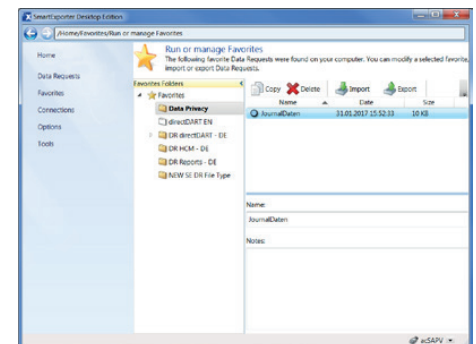 SmartExporter Desktop Edition
/Home/Favorites/Run or manage Favorites
Home
Data Requests
Favorites
Connections
Options
Tools
Run or manage Favorites
The following favorite Data Requests were found on your computer. You can modify a selected favorite,
import or export Data Requests.
Favorites Folders
Favorites
Data Privacy
directDART EN
DR directDART - DE
DR HCM - DE
DR Reports - DE
NEW SE DR File Type
Copy Delete Import Export
Name Date Size
JournalDaten 31.01.2017 15:52:33 10 KB
Name:
JournalDaten
Notes: